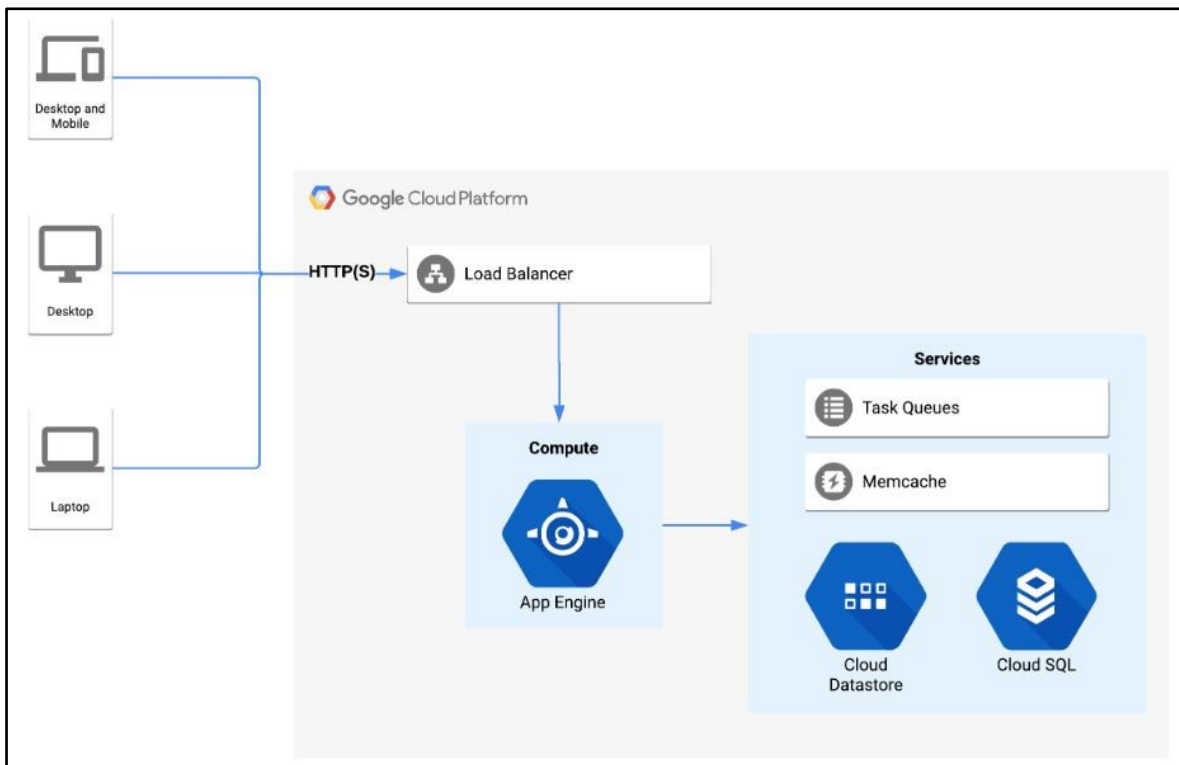 Desktop and
Mobile
Google Cloud Platform
Desktop
HTTP(S)
Load Balancer
Services
Task Queues
Compute
Memcache
Laptop
App Engine
Cloud
Datastore
Cloud SQL